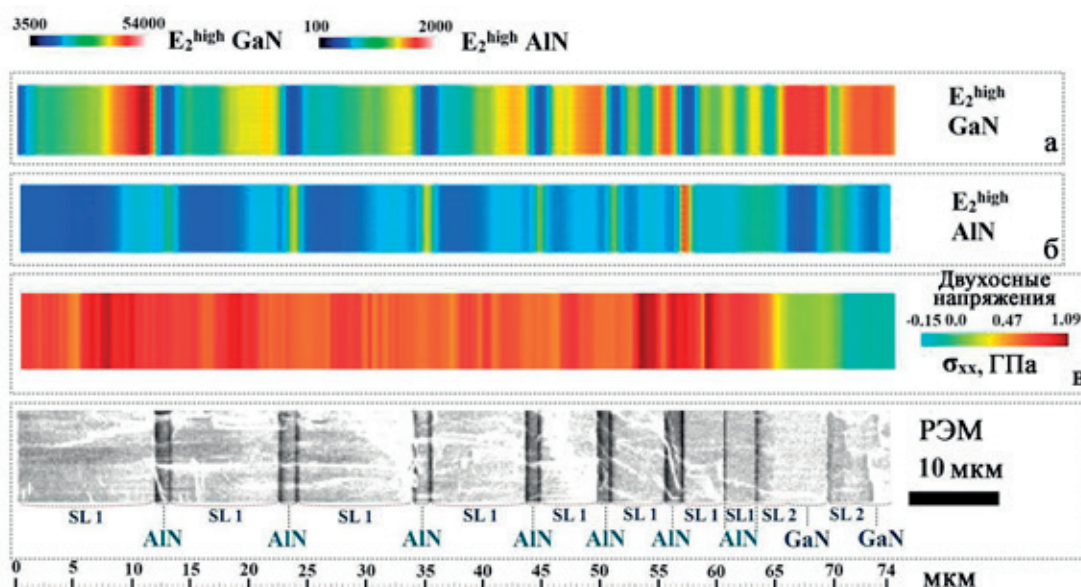 3500 54000 E₂ʰⁱᵍʰ GaN 100 2000 E₂ʰⁱᵍʰ AlN
E₂ʰⁱᵍʰ
GaN
а
E₂ʰⁱᵍʰ
AlN
б
Двухосные
напряжения
-0.15 0.0 0.47 1.09
σxx, ГПа
в
РЭМ
10 мкм
SL 1 SL 1 SL 1 SL 1 SL 1 SL 1 SL 1 SL1 SL 2 SL 2
AlN AlN AlN AlN AlN AlN AlN GaN GaN
0 5 10 15 20 25 30 35 40 45 50 55 60 65 70 74 мкм